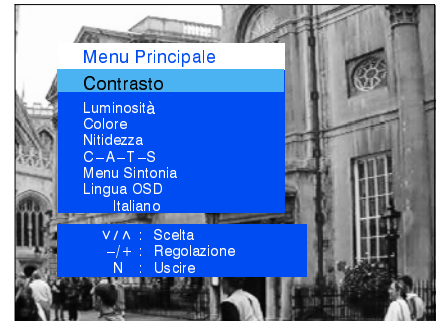 Menu Principale
Contrasto
Luminosità
Colore
Nitidezza
C-A-T-S
Menu Sintonia
Lingua OSD
Italiano
∨/∧ : Scelta
-/+ : Regolazione
N : Uscire